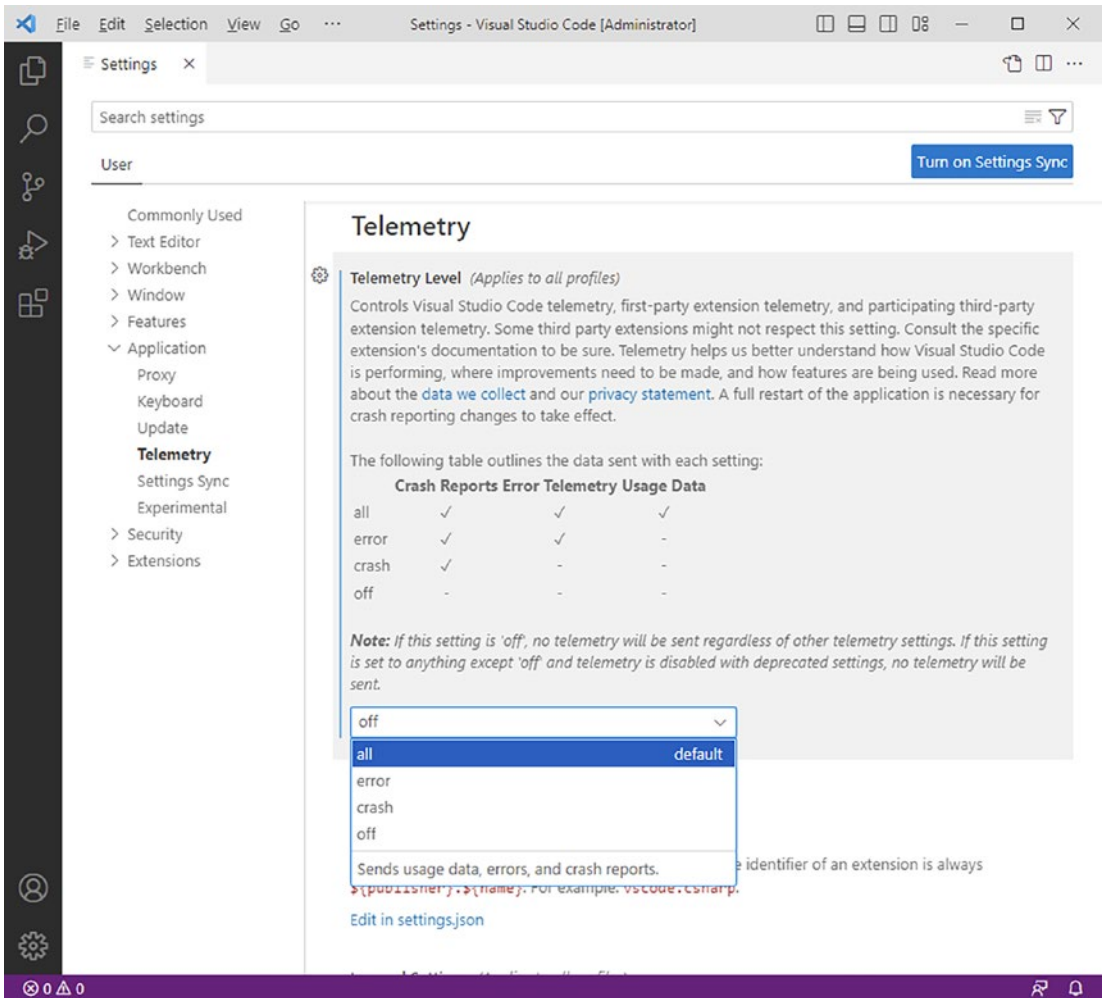 File Edit Selection View Go ··· Settings - Visual Studio Code [Administrator]
Settings
Search settings
User
Turn on Settings Sync
Commonly Used
Text Editor
Workbench
Window
Features
Application
Proxy
Keyboard
Update
Telemetry
Settings Sync
Experimental
Security
Extensions
Telemetry
Telemetry Level (Applies to all profiles)
Controls Visual Studio Code telemetry, first-party extension telemetry, and participating third-party
extension telemetry. Some third party extensions might not respect this setting. Consult the specific
extension's documentation to be sure. Telemetry helps us better understand how Visual Studio Code
is performing, where improvements need to be made, and how features are being used. Read more
about the data we collect and our privacy statement. A full restart of the application is necessary for
crash reporting changes to take effect.
The following table outlines the data sent with each setting:
Crash Reports Error Telemetry Usage Data
all ✓ ✓ ✓
error ✓ ✓ -
crash ✓ - -
off - - -
Note: If this setting is 'off', no telemetry will be sent regardless of other telemetry settings. If this setting
is set to anything except 'off' and telemetry is disabled with deprecated settings, no telemetry will be
sent.
off
all default
error
crash
off
Sends usage data, errors, and crash reports.
identifier of an extension is always
${publisher}.${name}. For example: vscode.csharp.
Edit in settings.json
0 0